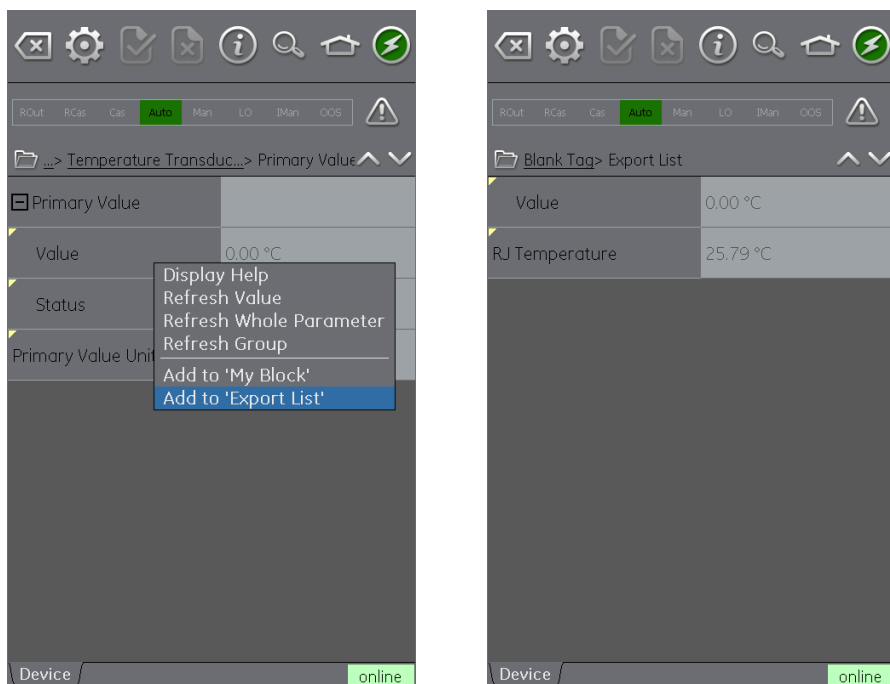 ROut RCas Cas Auto Man LO IMan OOS
...> Temperature Transduc...> Primary Value
Primary Value
Value 0.00 °C
Status
Primary Value Unit
Display Help
Refresh Value
Refresh Whole Parameter
Refresh Group
Add to 'My Block'
Add to 'Export List'
Device online
ROut RCas Cas Auto Man LO IMan OOS
Blank Tag> Export List
Value 0.00 °C
RJ Temperature 25.79 °C
Device online